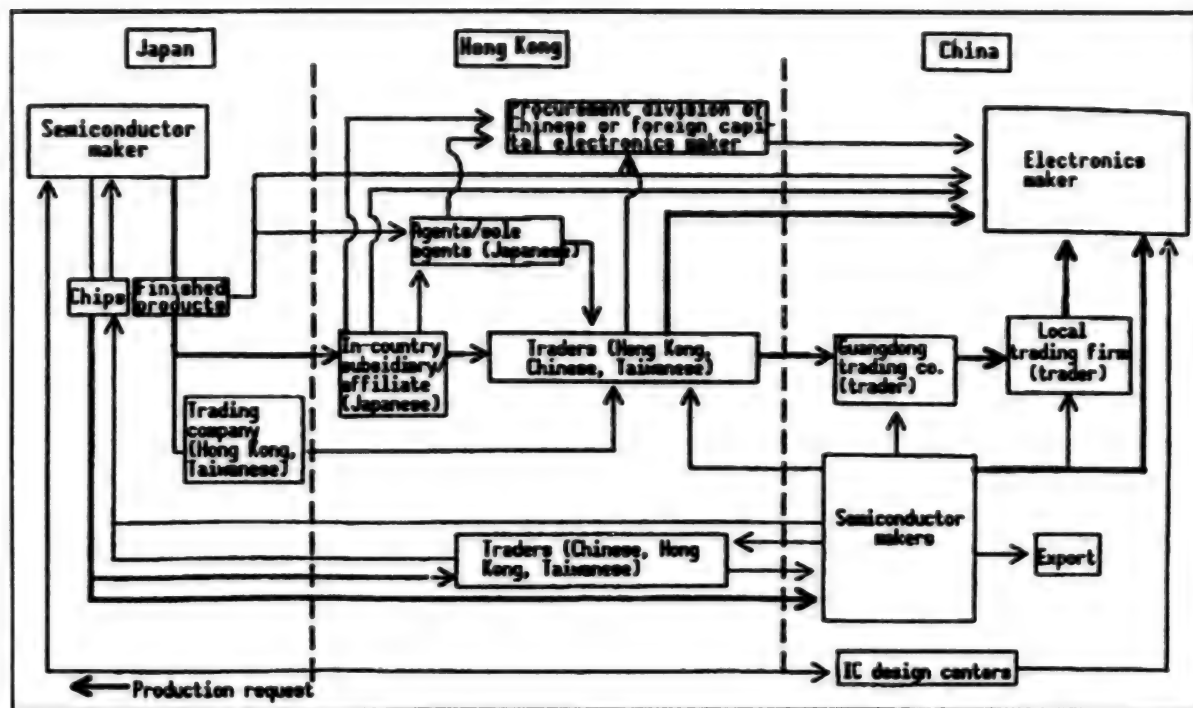 Japan
Hong Kong
China
Semiconductor
maker
Procurement division of
Chinese or foreign capi-
tal electronics maker
Electronics
maker
Agents/sole
agents (Japanese)
Chips
Finished
products
In-country
subsidiary/
affiliate
(Japanese)
Traders (Hong Kong,
Chinese, Taiwanese)
Guangdong
trading co.
(trader)
Local
trading firm
(trader)
Trading
company
(Hong Kong,
Taiwanese)
Semiconductor
makers
Traders (Chinese, Hong
Kong, Taiwanese)
Export
IC design centers
Production request